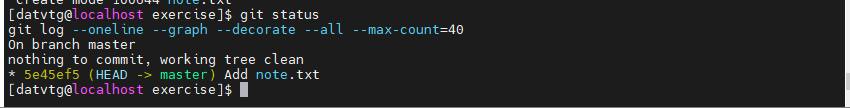 create mode 100644 note.txt
[datvtg@localhost exercise]$ git status
git log --oneline --graph --decorate --all --max-count=40
On branch master
nothing to commit, working tree clean
* 5e45ef5 (HEAD -> master) Add note.txt
[datvtg@localhost exercise]$